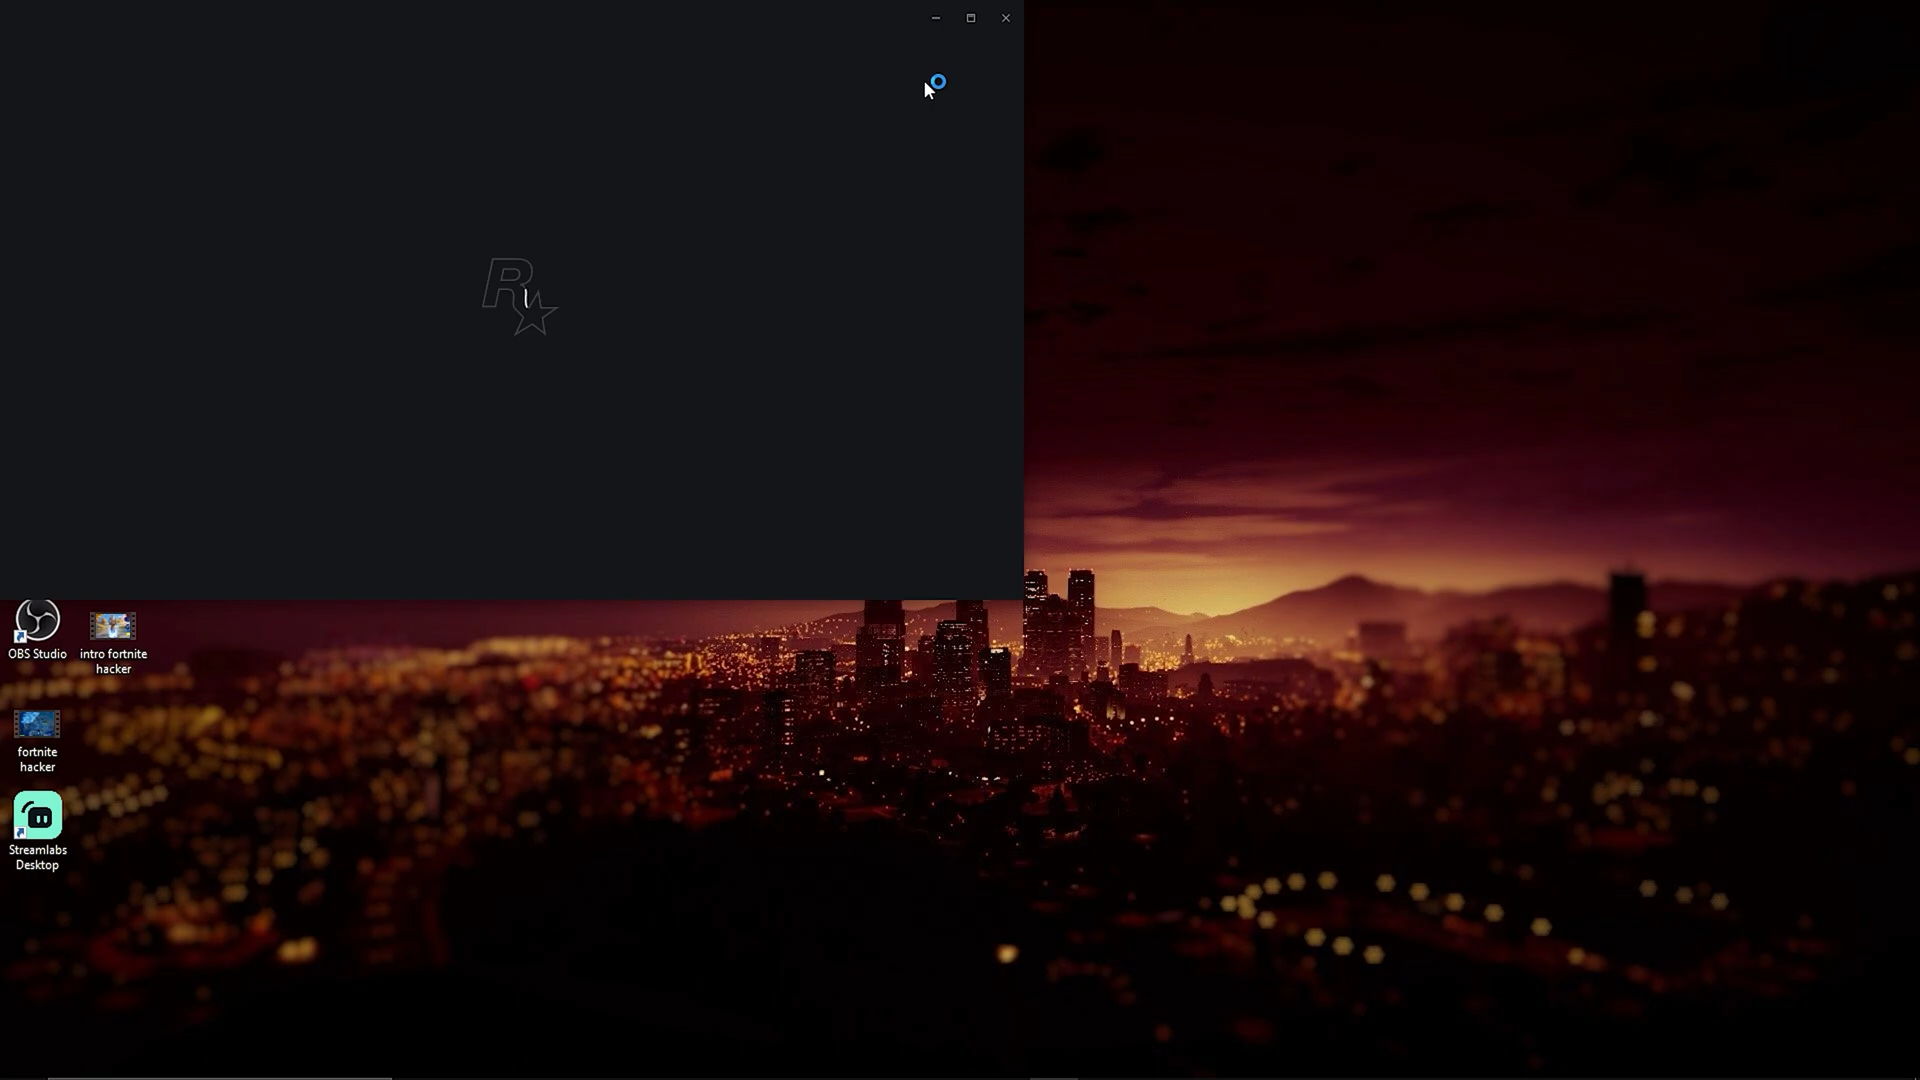 R
OBS Studio
intro fortnite
hacker
fortnite
hacker
Streamlabs
Desktop